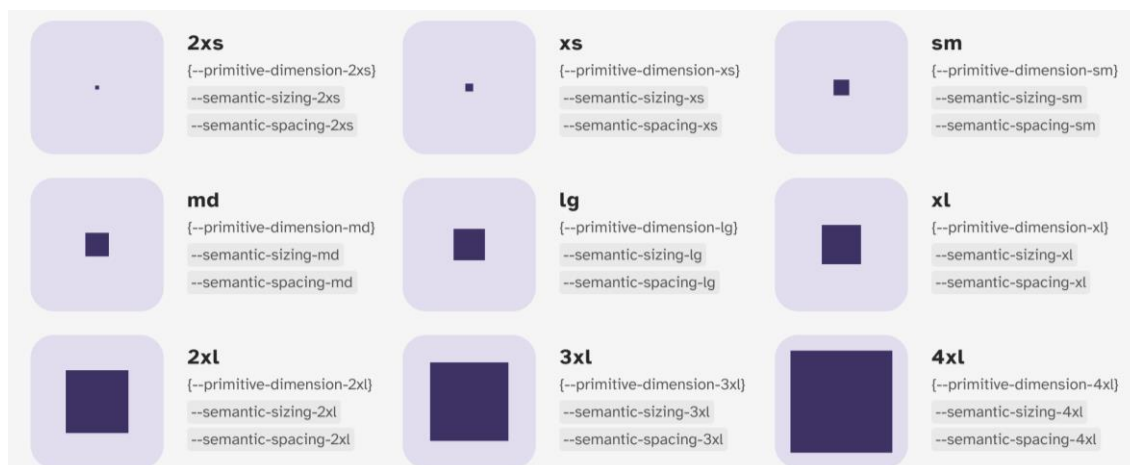 2xs
{--primitive-dimension-2xs}
--semantic-sizing-2xs
--semantic-spacing-2xs
xs
{--primitive-dimension-xs}
--semantic-sizing-xs
--semantic-spacing-xs
sm
{--primitive-dimension-sm}
--semantic-sizing-sm
--semantic-spacing-sm
md
{--primitive-dimension-md}
--semantic-sizing-md
--semantic-spacing-md
lg
{--primitive-dimension-lg}
--semantic-sizing-lg
--semantic-spacing-lg
xl
{--primitive-dimension-xl}
--semantic-sizing-xl
--semantic-spacing-xl
2xl
{--primitive-dimension-2xl}
--semantic-sizing-2xl
--semantic-spacing-2xl
3xl
{--primitive-dimension-3xl}
--semantic-sizing-3xl
--semantic-spacing-3xl
4xl
{--primitive-dimension-4xl}
--semantic-sizing-4xl
--semantic-spacing-4xl